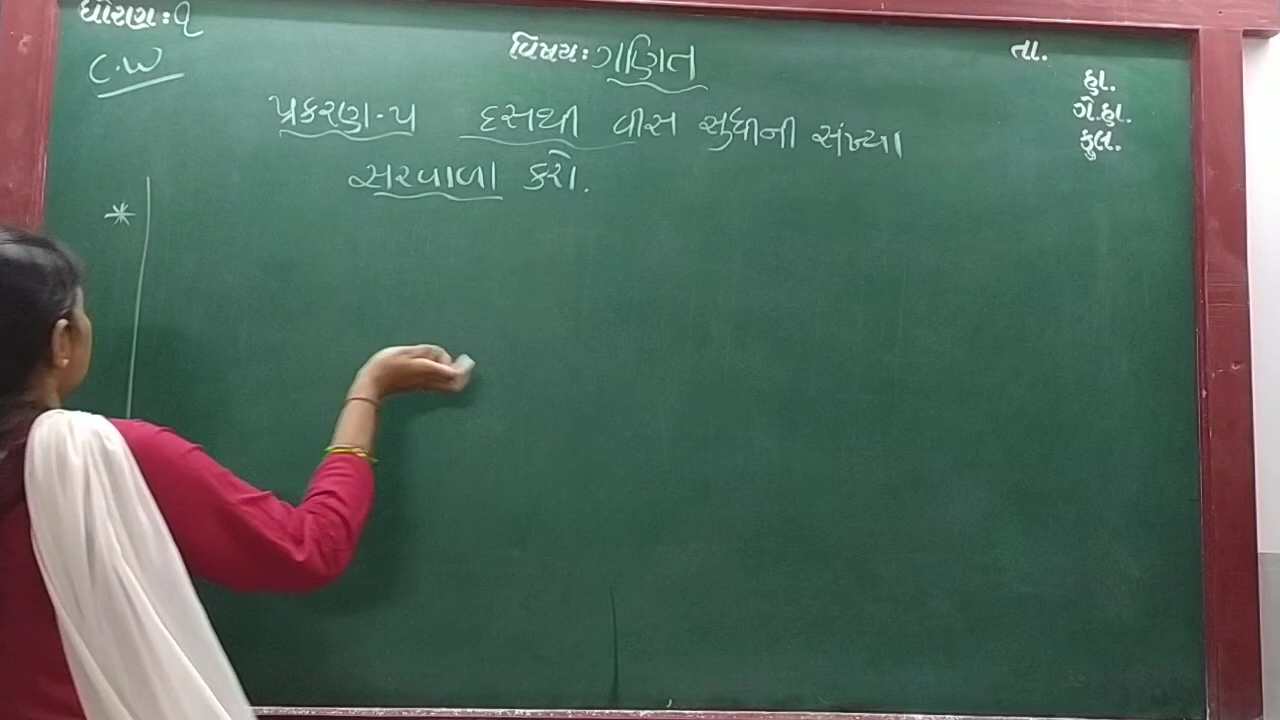 ધોરણ: ૧
વિષય: ગણિત
તા.
C.W
હા.
ગે.હા.
કુલ.
પ્રકરણ-૫ દસથી વીસ સુધીની સંખ્યા
સરવાળા કરો.
*